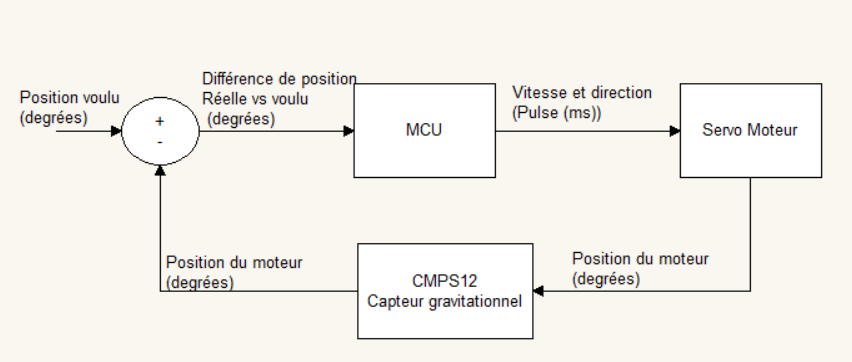 Position voulu
(degrées)
+
-
Différence de position
Réelle vs voulu
(degrées)
MCU
Vitesse et direction
(Pulse (ms))
Servo Moteur
Position du moteur
(degrées)
CMPS12
Capteur gravitationnel
Position du moteur
(degrées)